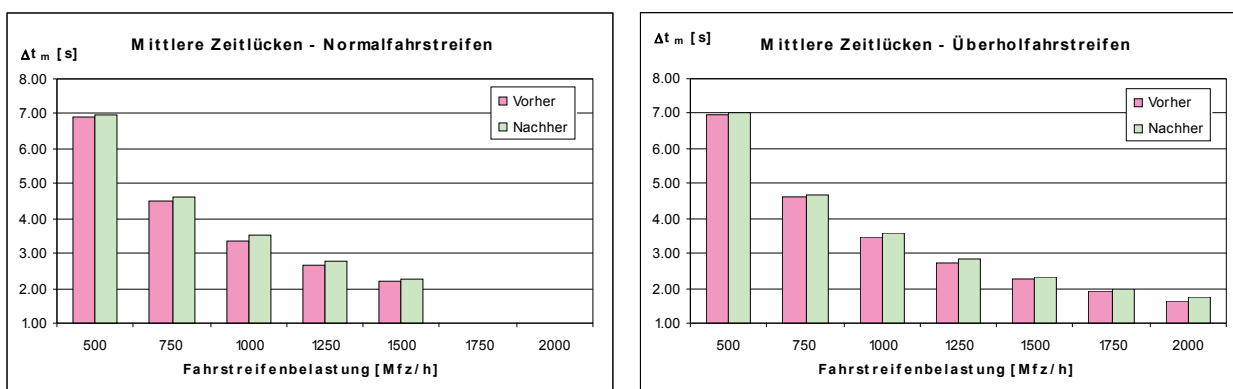 Δt m [s]
Mittlere Zeitlücken - Normalfahrstreifen
8.00
7.00
6.00
5.00
4.00
3.00
2.00
1.00
Vorher
Nachher
500 750 1000 1250 1500 1750 2000
Fahrstreifenbelastung [Mfz/h]
Δt m [s]
Mittlere Zeitlücken - Überholfahrstreifen
8.00
7.00
6.00
5.00
4.00
3.00
2.00
1.00
Vorher
Nachher
500 750 1000 1250 1500 1750 2000
Fahrstreifenbelastung [Mfz/h]